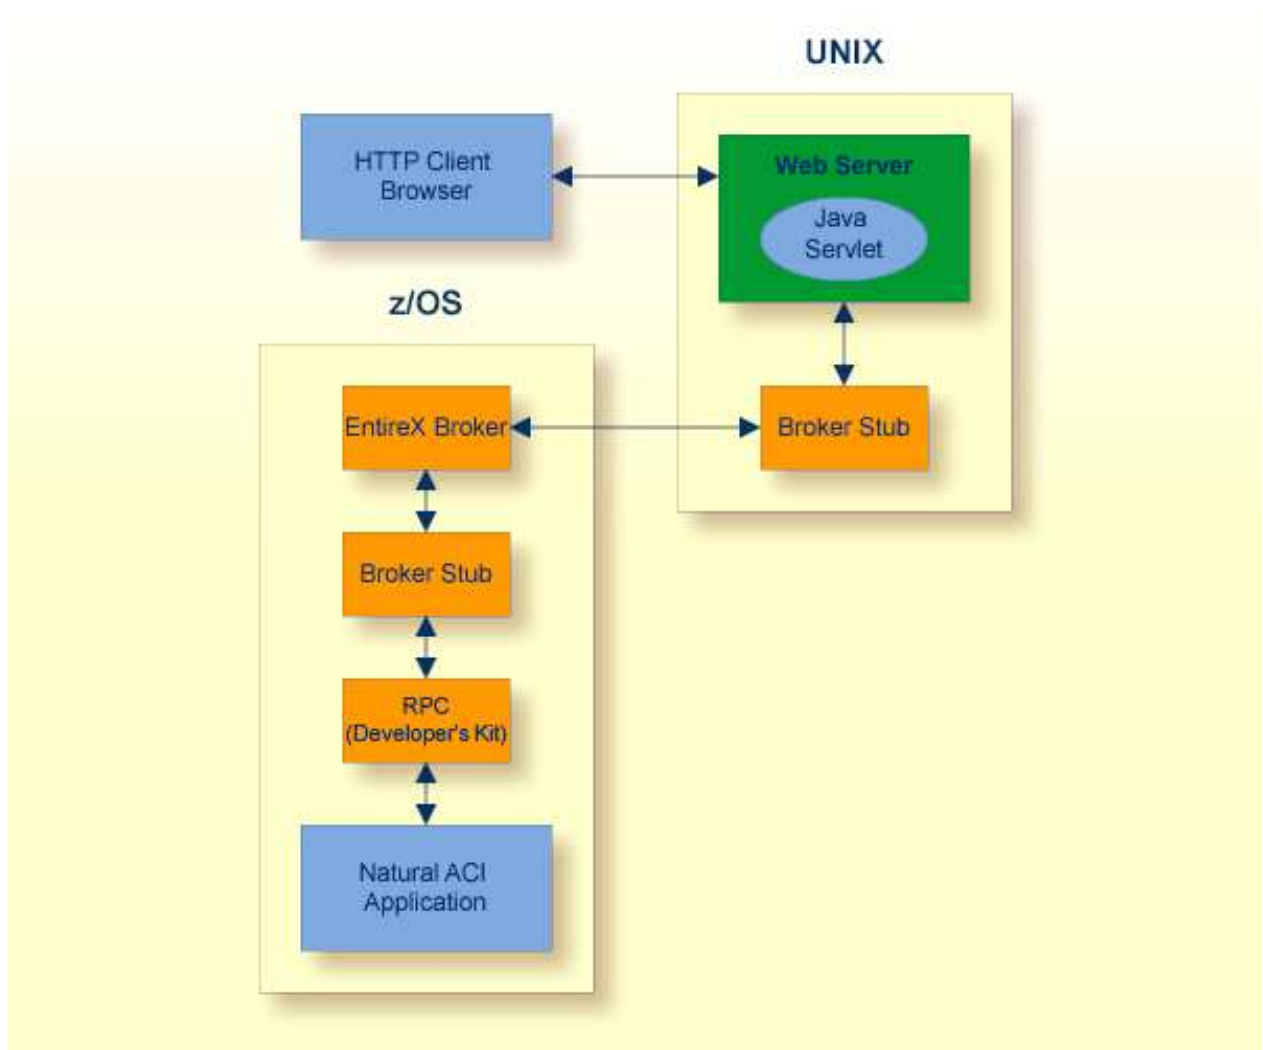 UNIX
HTTP Client
Browser
Web Server
Java
Servlet
z/OS
EntireX Broker
Broker Stub
Broker Stub
RPC
(Developer's Kit)
Natural ACI
Application